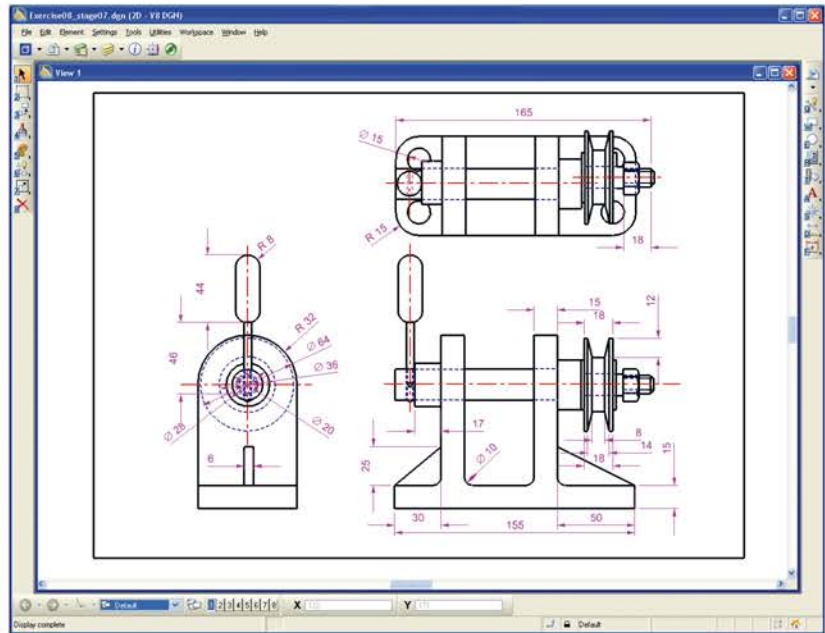 Exercise08_stage07.dgn (2D - V8 DGN)
File Edit Element Settings Tools Utilities Workspace Window Help
View 1
165
Ø 15
R 15
18
R 8
44
R 32
Ø 64
Ø 36
46
Ø 28
Ø 20
6
15
18
12
17
25
Ø 10
8
14
18
15
30
155
50
Default
1 2 3 4 5 6 7 8
X
Y
Display complete
Default